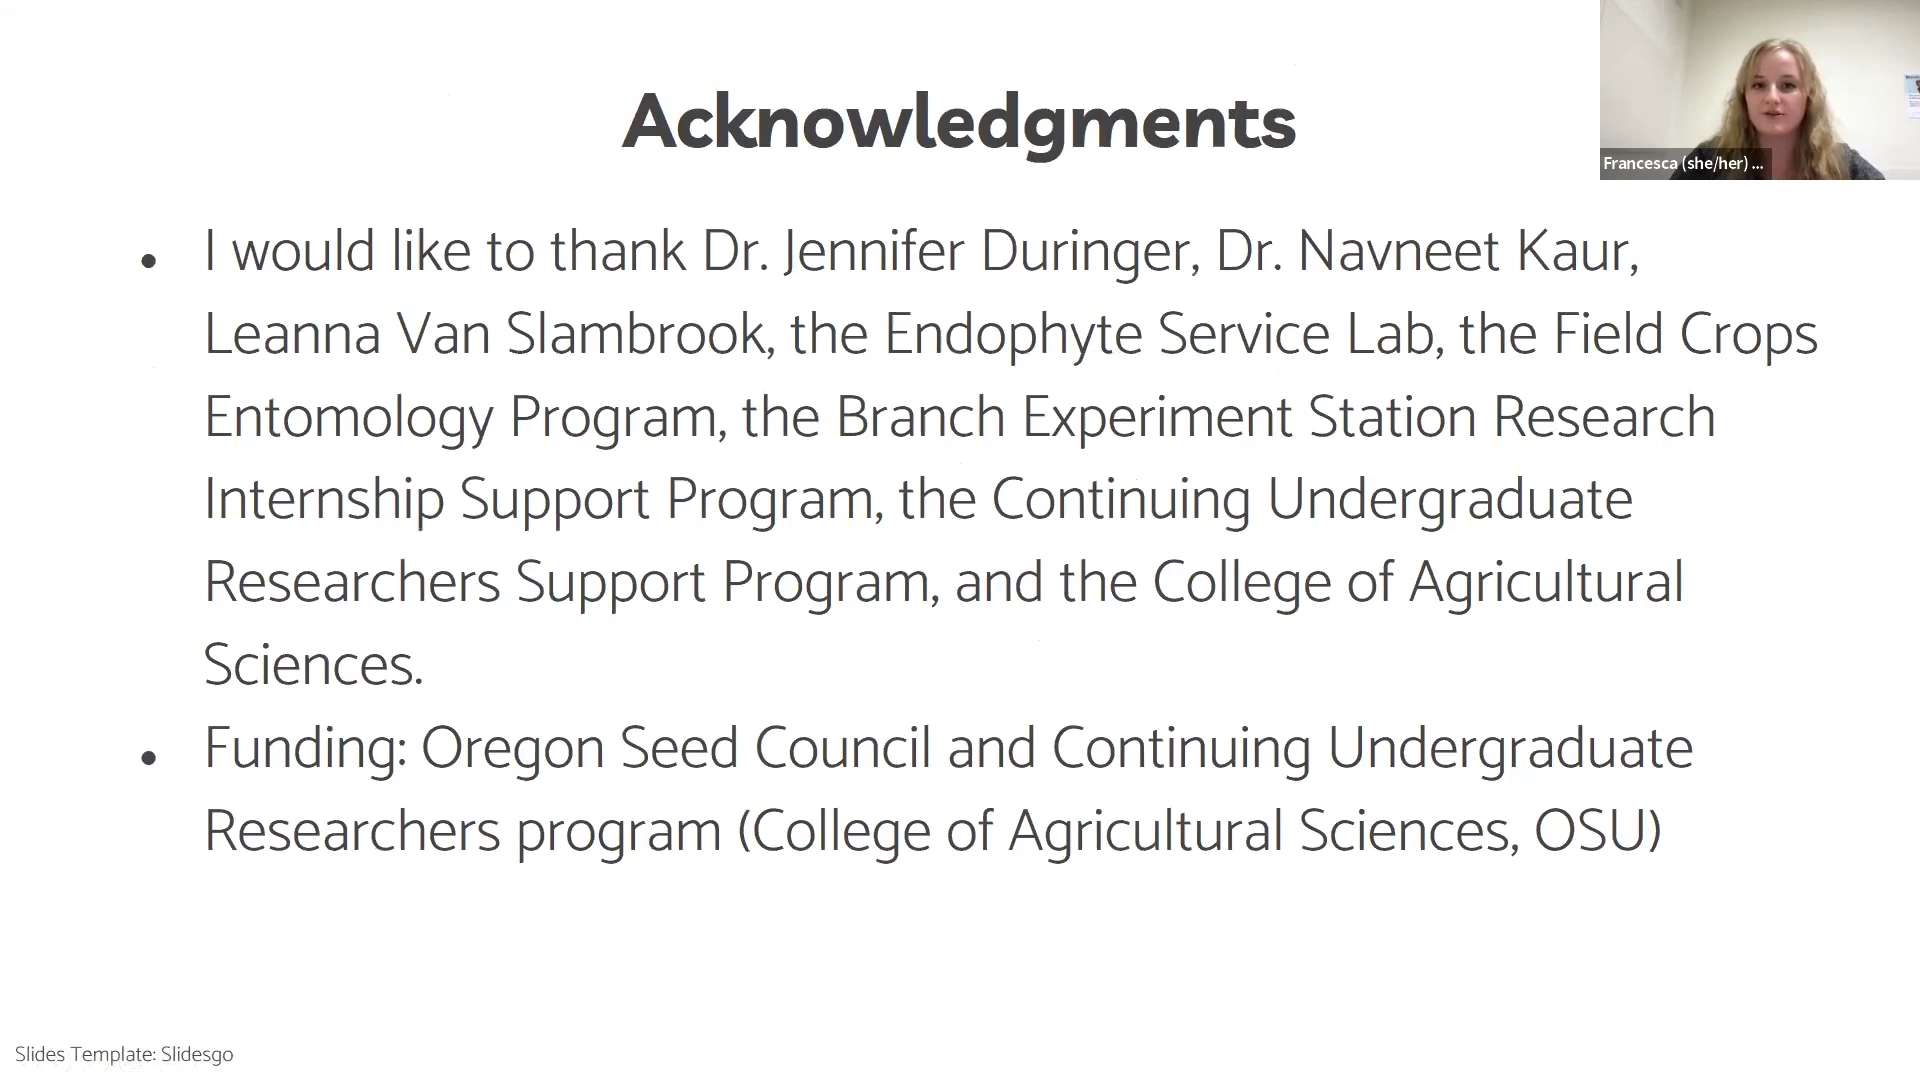 Acknowledgments
Francesca (she/her) ...
• I would like to thank Dr. Jennifer Duringer, Dr. Navneet Kaur,
Leanna Van Slambrook, the Endophyte Service Lab, the Field Crops
Entomology Program, the Branch Experiment Station Research
Internship Support Program, the Continuing Undergraduate
Researchers Support Program, and the College of Agricultural
Sciences.
• Funding: Oregon Seed Council and Continuing Undergraduate
Researchers program (College of Agricultural Sciences, OSU)
Slides Template: Slidesgo